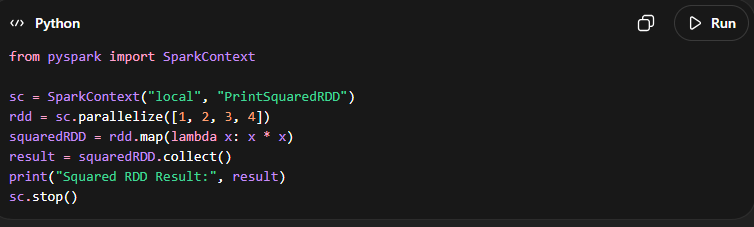 Python
Run
from pyspark import SparkContext
sc = SparkContext("local", "PrintSquaredRDD")
rdd = sc.parallelize([1, 2, 3, 4])
squaredRDD = rdd.map(lambda x: x * x)
result = squaredRDD.collect()
print("Squared RDD Result:", result)
sc.stop()